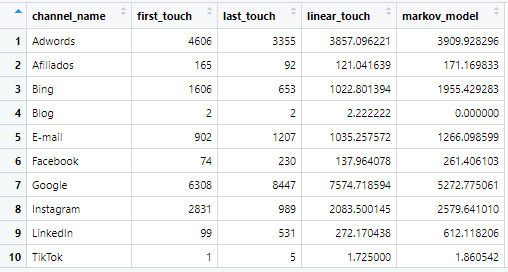 channel_name first_touch last_touch linear_touch markov_model
1 Adwords 4606 3355 3857.096221 3909.928296
2 Afiliados 165 92 121.041639 171.169833
3 Bing 1606 653 1022.801394 1955.429283
4 Blog 2 2 2.222222 0.000000
5 E-mail 902 1207 1035.257572 1266.098599
6 Facebook 74 230 137.964078 261.406103
7 Google 6308 8447 7574.718594 5272.775061
8 Instagram 2831 989 2083.500145 2579.641010
9 LinkedIn 99 531 272.170438 612.118206
10 TikTok 1 5 1.725000 1.860542